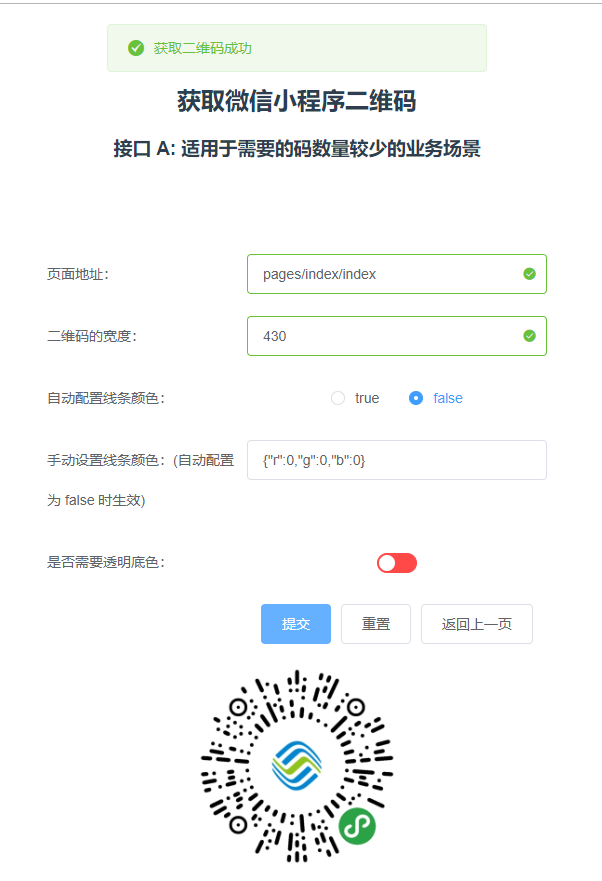 获取二维码成功
获取微信小程序二维码
接口 A: 适用于需要的码数量较少的业务场景
页面地址:
pages/index/index
二维码的宽度:
430
自动配置线条颜色:
true
false
手动设置线条颜色: (自动配置
为 false 时生效)
{"r":0,"g":0,"b":0}
是否需要透明底色:
提交
重置
返回上一页